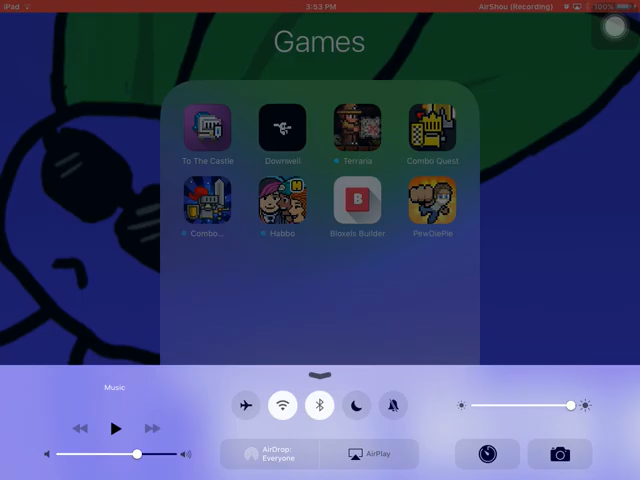 iPad 3:53 PM AirShou (Recording) 100%
Games
To The Castle Downwell Terraria Combo Quest
Combo... Habbo Bloxels Builder PewDiePie
B H
Music
AirDrop:
Everyone
AirPlay